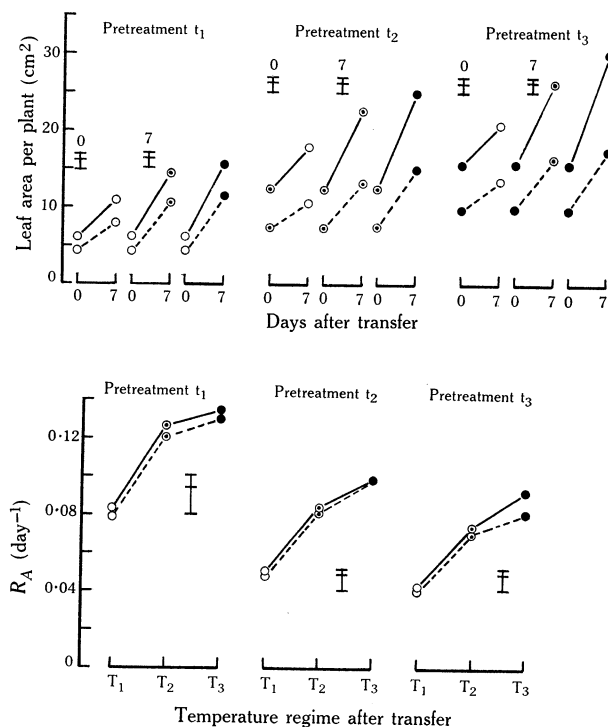 Pretreatment t1 Pretreatment t2 Pretreatment t3
Leaf area per plant (cm2)
30
20
10
0
0 7
0 7
0 7
0 7 0 7 0 7 0 7 0 7 0 7 0 7 0 7 0 7
Days after transfer
Pretreatment t1 Pretreatment t2 Pretreatment t3
RA (day−1)
0·12
0·08
0·04
0
T1 T2 T3 T1 T2 T3 T1 T2 T3
Temperature regime after transfer